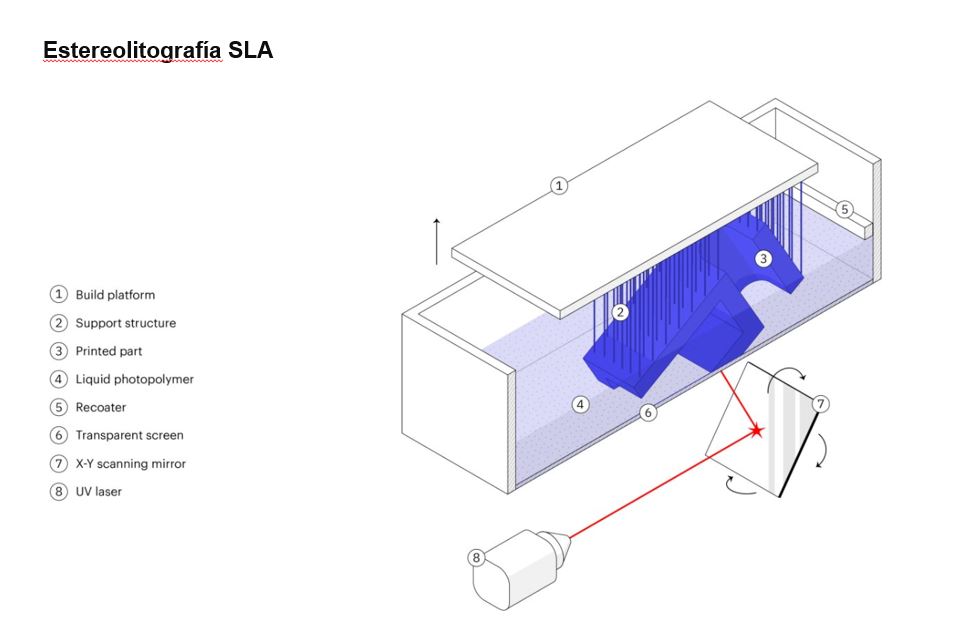 Estereolitografía SLA
1 Build platform
2 Support structure
3 Printed part
4 Liquid photopolymer
5 Recoater
6 Transparent screen
7 X-Y scanning mirror
8 UV laser
1
5
3
2
4
6
7
8